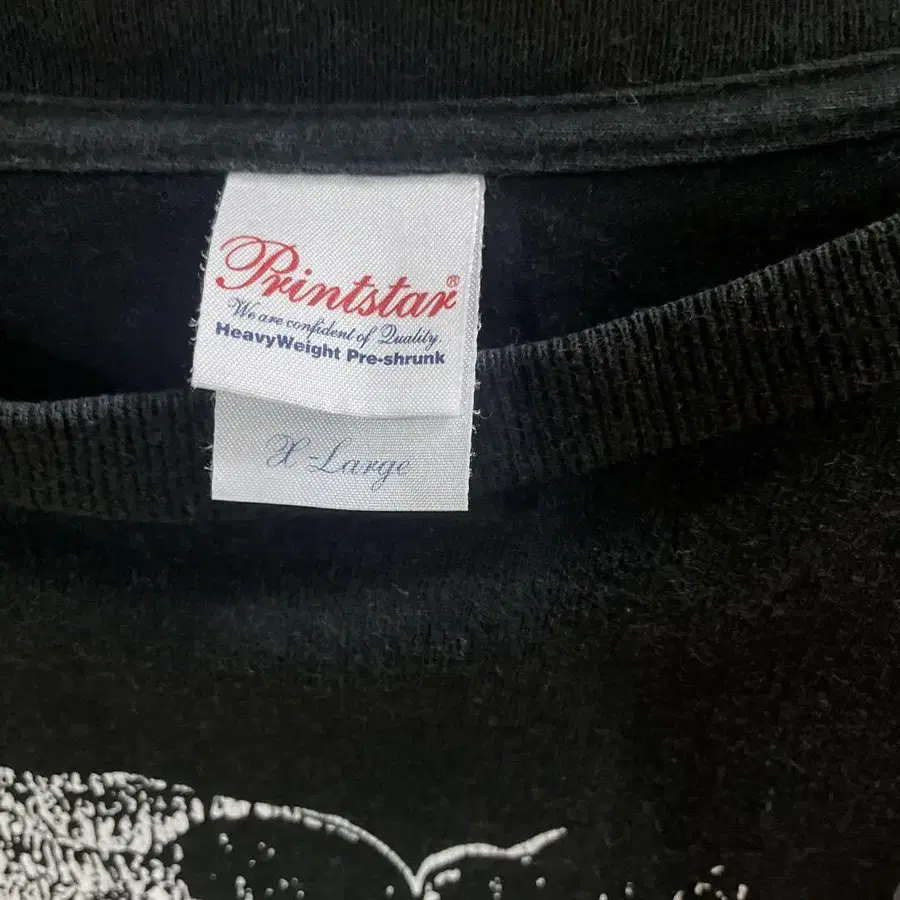 Printstar®
We are confident of Quality.
HeavyWeight Pre-shrunk
X-Large